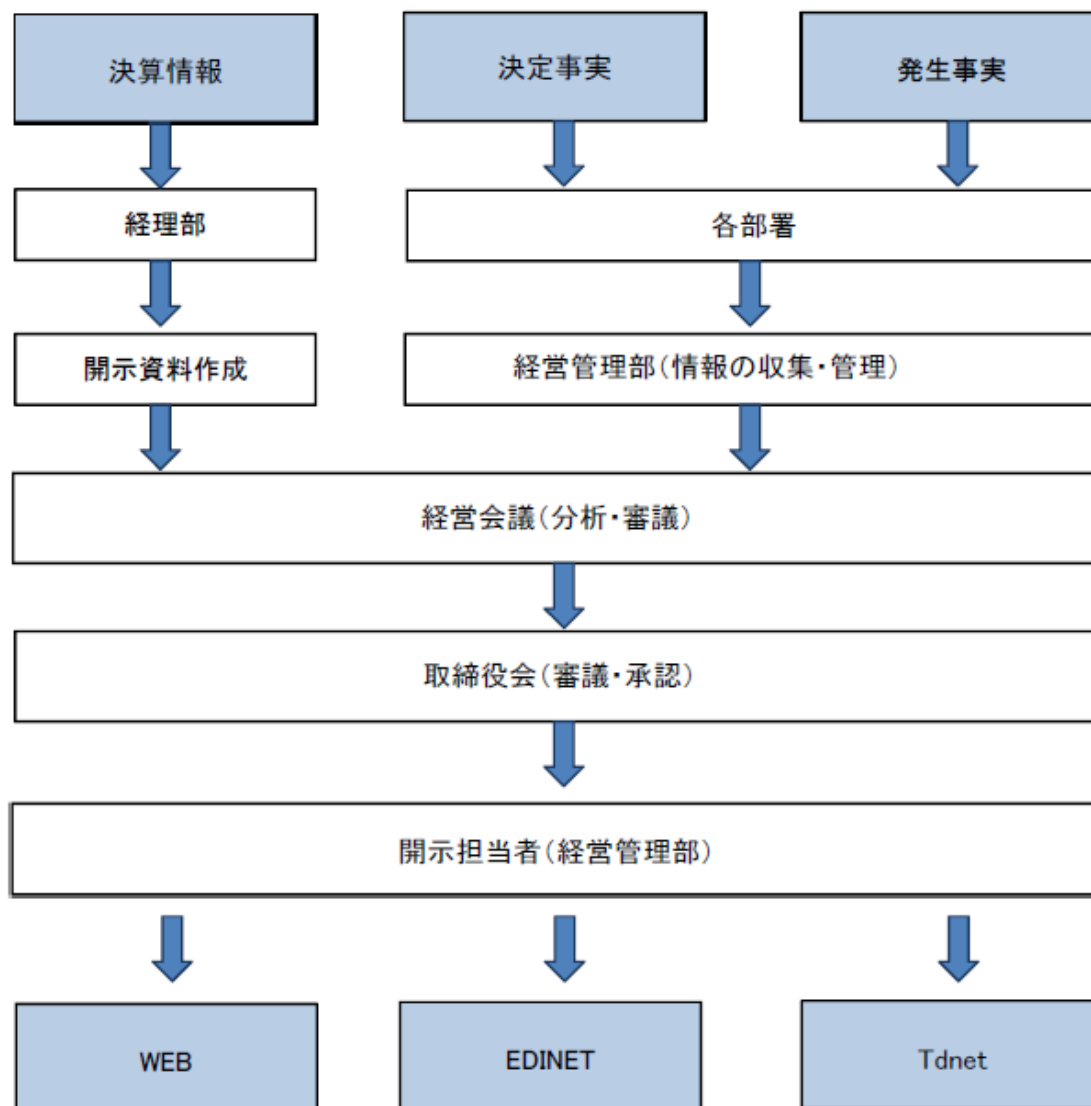 決算情報
決定事実
発生事実
経理部
各部署
開示資料作成
経営管理部(情報の収集・管理)
経営会議(分析・審議)
取締役会(審議・承認)
開示担当者(経営管理部)
WEB
EDINET
Tdnet